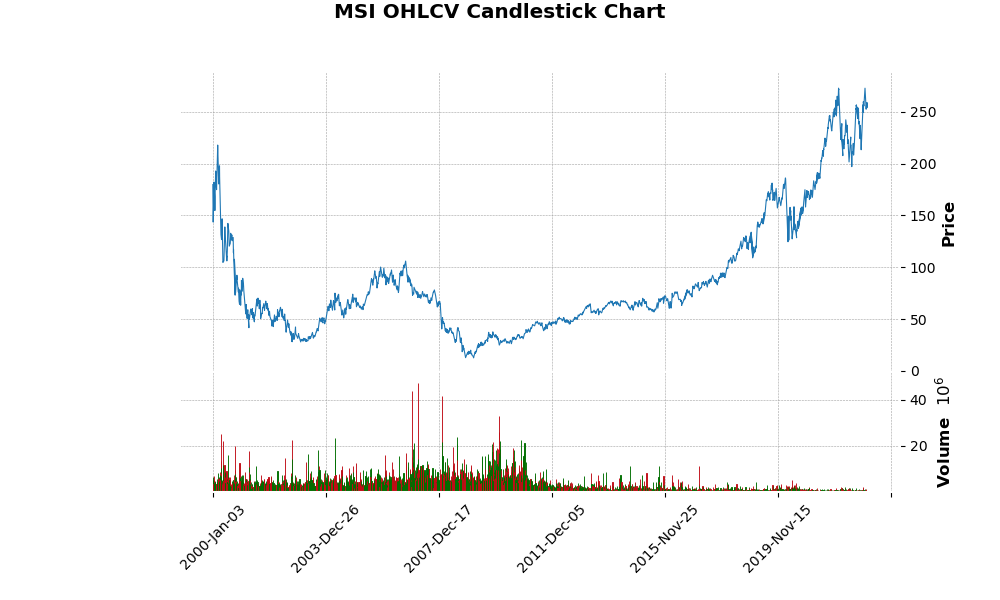 MSI OHLCV Candlestick Chart
250
200
150
100
50
0
Price
40
20
Volume 10^6
2000-Jan-03
2003-Dec-26
2007-Dec-17
2011-Dec-05
2015-Nov-25
2019-Nov-15